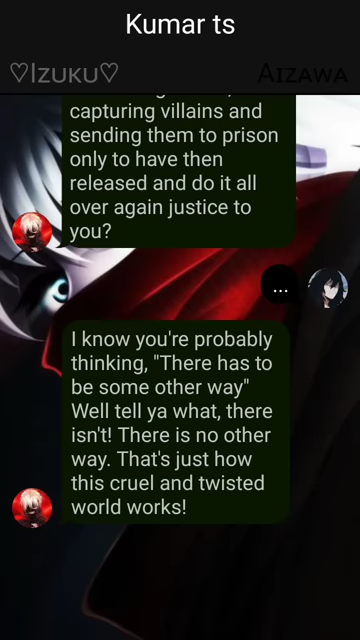 Kumar ts
♡Izuku♡
Aizawa
capturing villains and
sending them to prison
only to have then
released and do it all
over again justice to
you?
...
I know you're probably
thinking, "There has to
be some other way"
Well tell ya what, there
isn't! There is no other
way. That's just how
this cruel and twisted
world works!